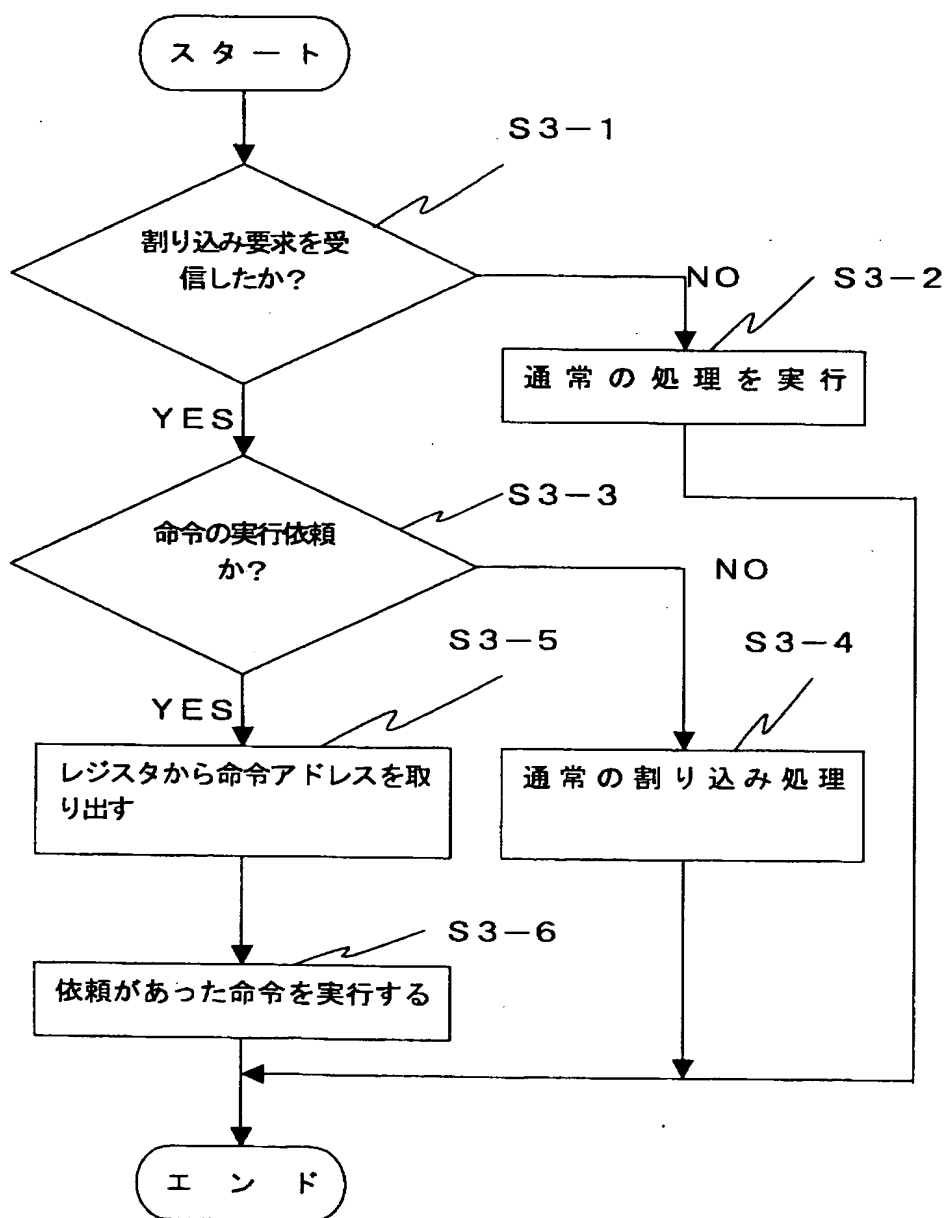 スタート
S3-1
割り込み要求を受
信したか?
NO
S3-2
通常の処理を実行
YES
S3-3
命令の実行依頼
か?
NO
S3-5
S3-4
YES
レジスタから命令アドレスを取
り出す
通常の割り込み処理
S3-6
依頼があった命令を実行する
エンド